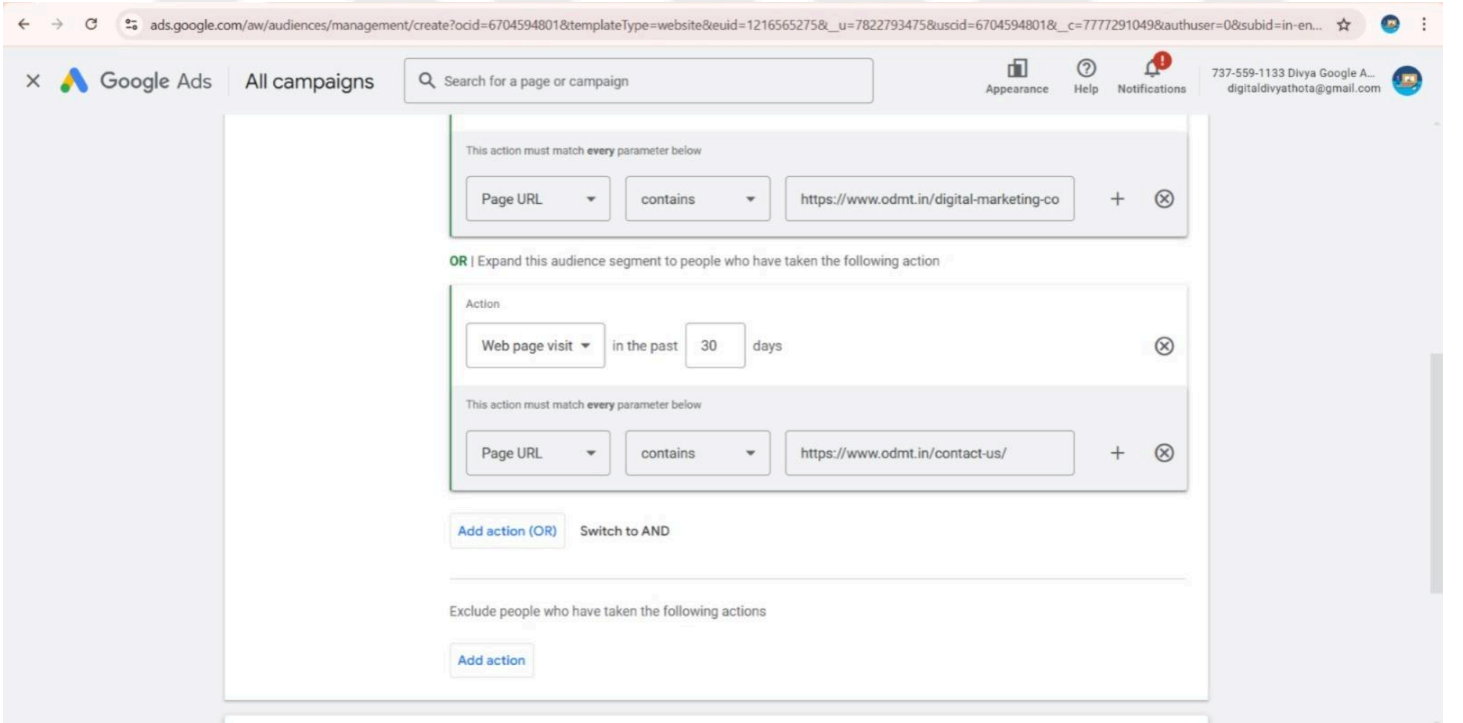 ads.google.com/aw/audiences/management/create?ocid=6704594801&templateType=website&euid=1216565275&__u=7822793475&uscid=6704594801&__c=7777291049&authuser=0&subid=in-en...
Google Ads All campaigns Search for a page or campaign Appearance Help Notifications 737-559-1133 Divya Google A...
digitaldivyathota@gmail.com
This action must match every parameter below
Page URL contains https://www.odmt.in/digital-marketing-co
OR | Expand this audience segment to people who have taken the following action
Action
Web page visit in the past 30 days
This action must match every parameter below
Page URL contains https://www.odmt.in/contact-us/
Add action (OR) Switch to AND
Exclude people who have taken the following actions
Add action